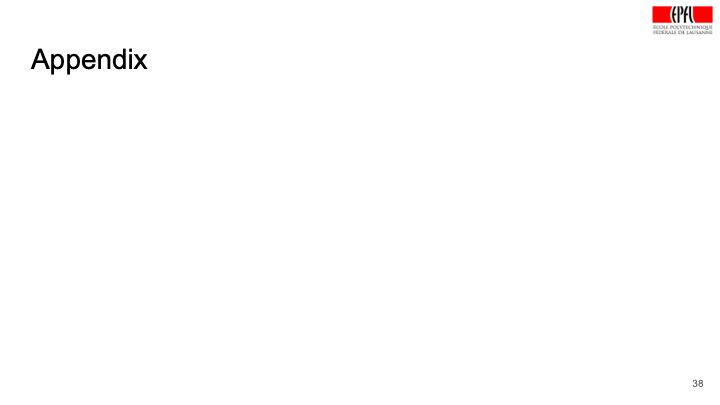 EPFL
ÉCOLE POLYTECHNIQUE
FÉDÉRALE DE LAUSANNE
Appendix
38